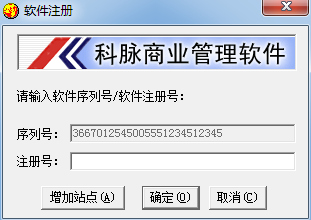 软件注册
科脉商业管理软件
请输入软件序列号/软件注册号：
序列号： 3667012545005551234512345
注册号：
增加站点(A) 确定(O) 取消(C)